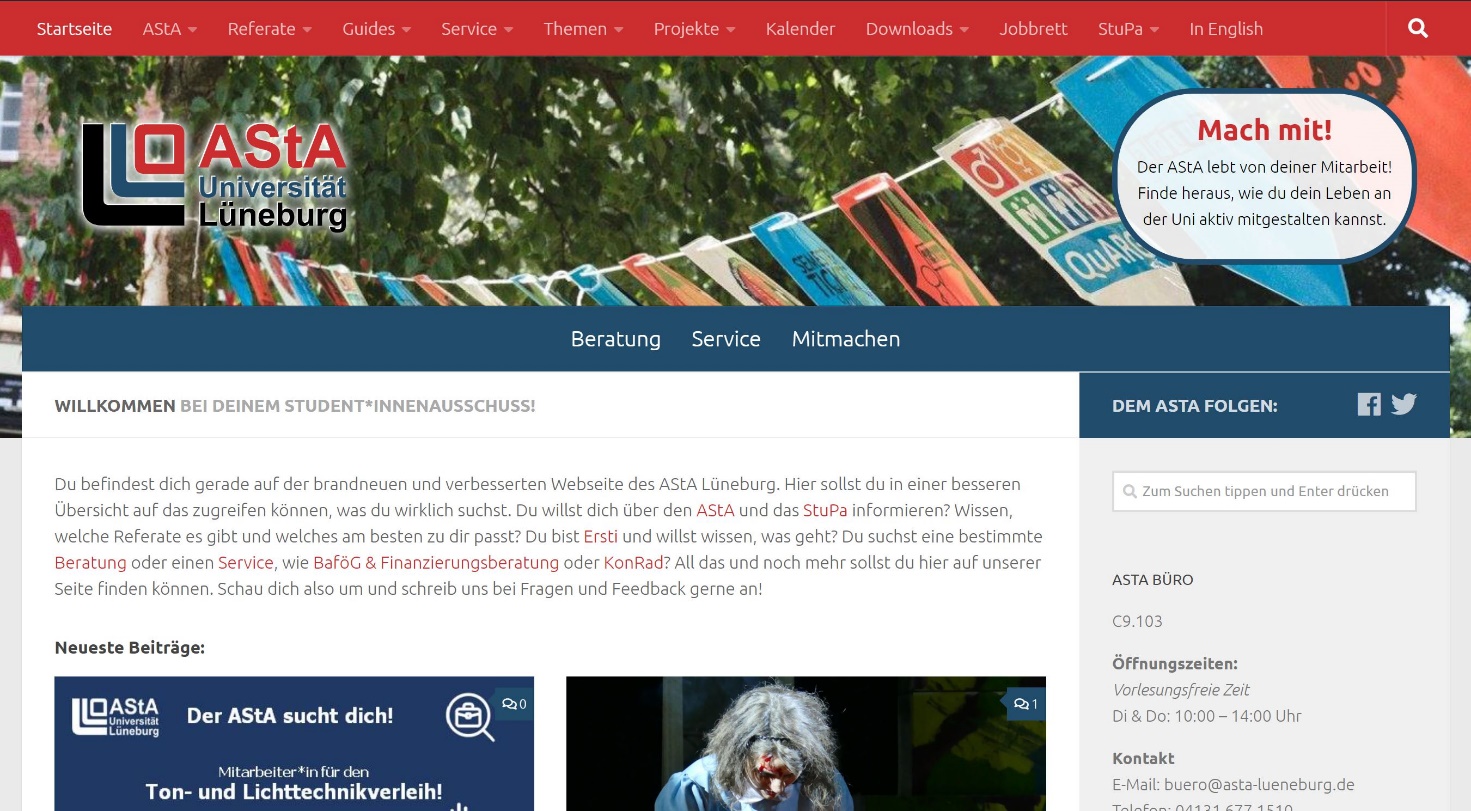 Startseite AStA Referate Guides Service Themen Projekte Kalender Downloads Jobbrett StuPa In English
AStA
Universität
Lüneburg
Mach mit!
Der AStA lebt von deiner Mitarbeit!
Finde heraus, wie du dein Leben an
der Uni aktiv mitgestalten kannst.
QuARG
Beratung Service Mitmachen
WILLKOMMEN BEI DEINEM STUDENT*INNENAUSSCHUSS!
DEM ASTA FOLGEN:
Du befindest dich gerade auf der brandneuen und verbesserten Webseite des AStA Lüneburg. Hier sollst du in einer besseren
Übersicht auf das zugreifen können, was du wirklich suchst. Du willst dich über den AStA und das StuPa informieren? Wissen,
welche Referate es gibt und welches am besten zu dir passt? Du bist Ersti und willst wissen, was geht? Du suchst eine bestimmte
Beratung oder einen Service, wie BaföG & Finanzierungsberatung oder KonRad? All das und noch mehr sollst du hier auf unserer
Seite finden können. Schau dich also um und schreib uns bei Fragen und Feedback gerne an!
Neueste Beiträge:
AStA
Universität
Lüneburg
Der AStA sucht dich!
0
Mitarbeiter*in für den
Ton- und Lichttechnikverleih!
1
Zum Suchen tippen und Enter drücken
ASTA BÜRO
C9.103
Öffnungszeiten:
Vorlesungsfreie Zeit
Di & Do: 10:00 – 14:00 Uhr
Kontakt
E-Mail: buero@asta-lueneburg.de
Telefon: 04131 677 1510